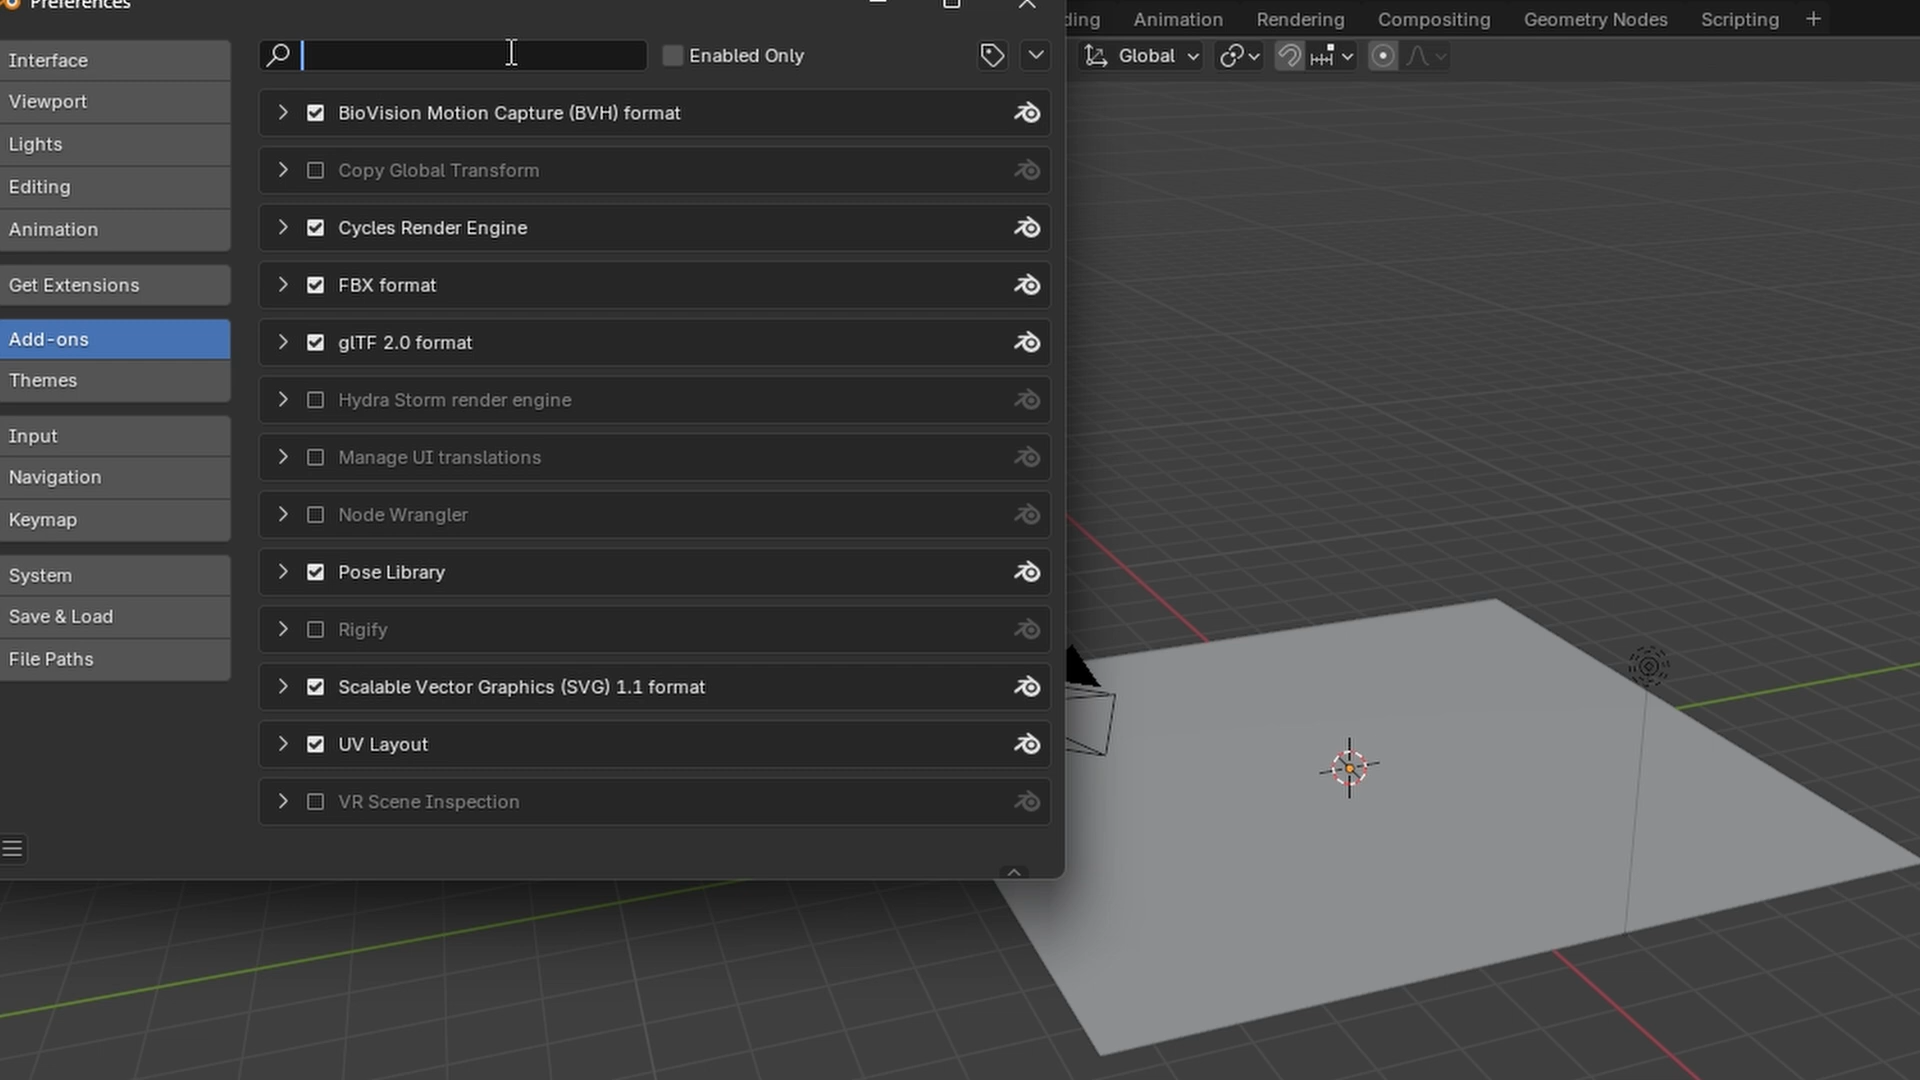 Preferences
Interface
Viewport
Lights
Editing
Animation
Get Extensions
Add-ons
Themes
Input
Navigation
Keymap
System
Save & Load
File Paths
Enabled Only
BioVision Motion Capture (BVH) format
Copy Global Transform
Cycles Render Engine
FBX format
glTF 2.0 format
Hydra Storm render engine
Manage UI translations
Node Wrangler
Pose Library
Rigify
Scalable Vector Graphics (SVG) 1.1 format
UV Layout
VR Scene Inspection
Animation Rendering Compositing Geometry Nodes Scripting +
Global